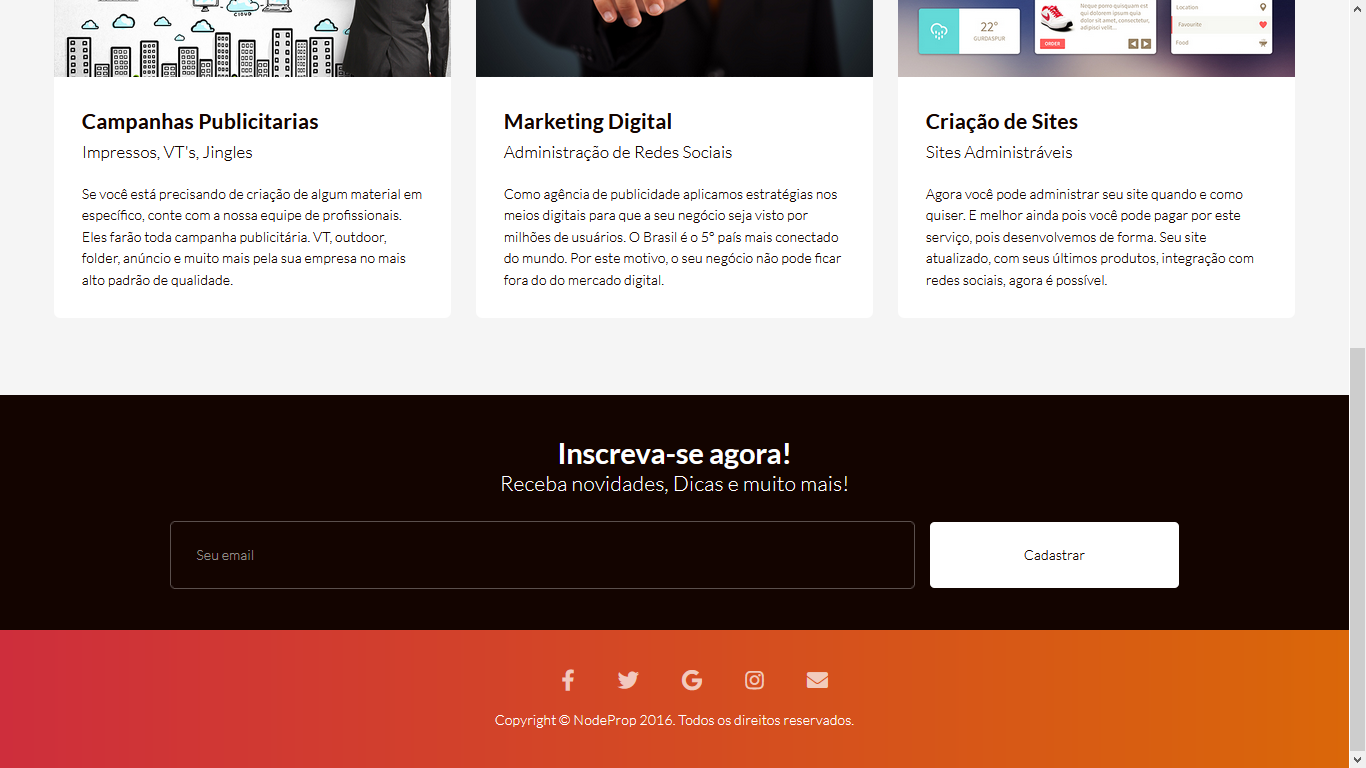 CLOUD
22°
GURDASPUR
Neque porro quisquam est
qui dolorem ipsum quia
dolor sit amet, consectetur,
adipisci velit...
ORDER
Location
Favourite
Food
Campanhas Publicitarias
Impressos, VT's, Jingles
Se você está precisando de criação de algum material em
específico, conte com a nossa equipe de profissionais.
Eles farão toda campanha publicitária. VT, outdoor,
folder, anúncio e muito mais pela sua empresa no mais
alto padrão de qualidade.
Marketing Digital
Administração de Redes Sociais
Como agência de publicidade aplicamos estratégias nos
meios digitais para que a seu negócio seja visto por
milhões de usuários. O Brasil é o 5° país mais conectado
do mundo. Por este motivo, o seu negócio não pode ficar
fora do do mercado digital.
Criação de Sites
Sites Administráveis
Agora você pode administrar seu site quando e como
quiser. E melhor ainda pois você pode pagar por este
serviço, pois desenvolvemos de forma. Seu site
atualizado, com seus últimos produtos, integração com
redes sociais, agora é possível.
Inscreva-se agora!
Receba novidades, Dicas e muito mais!
Seu email
Cadastrar
Copyright © NodeProp 2016. Todos os direitos reservados.